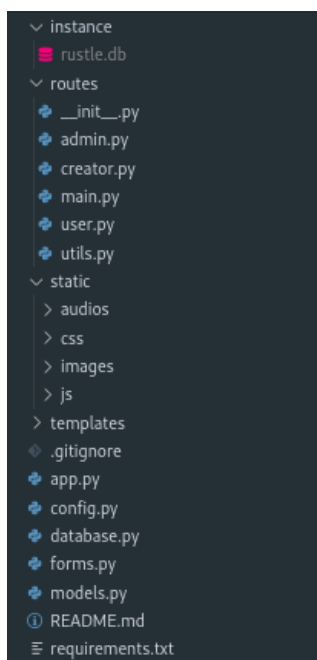 instance
rustle.db
routes
__init__.py
admin.py
creator.py
main.py
user.py
utils.py
static
audios
css
images
js
templates
.gitignore
app.py
config.py
database.py
forms.py
models.py
README.md
requirements.txt